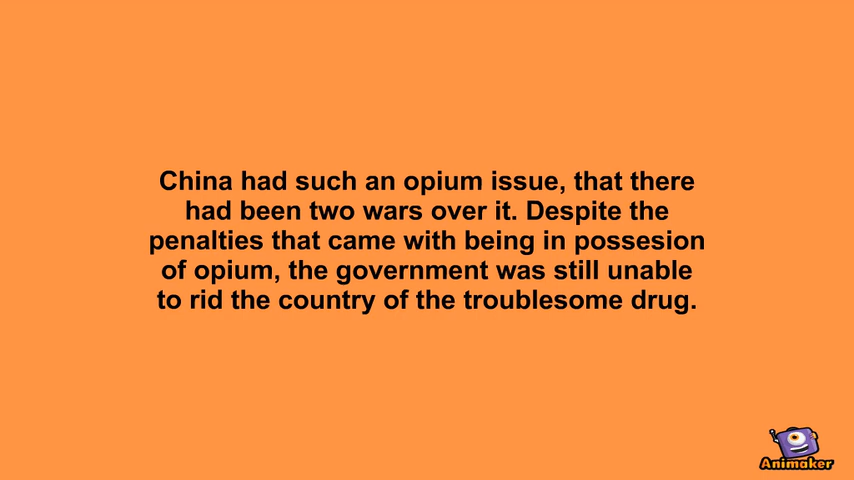 China had such an opium issue, that there
had been two wars over it. Despite the
penalties that came with being in possesion
of opium, the government was still unable
to rid the country of the troublesome drug.
Animaker